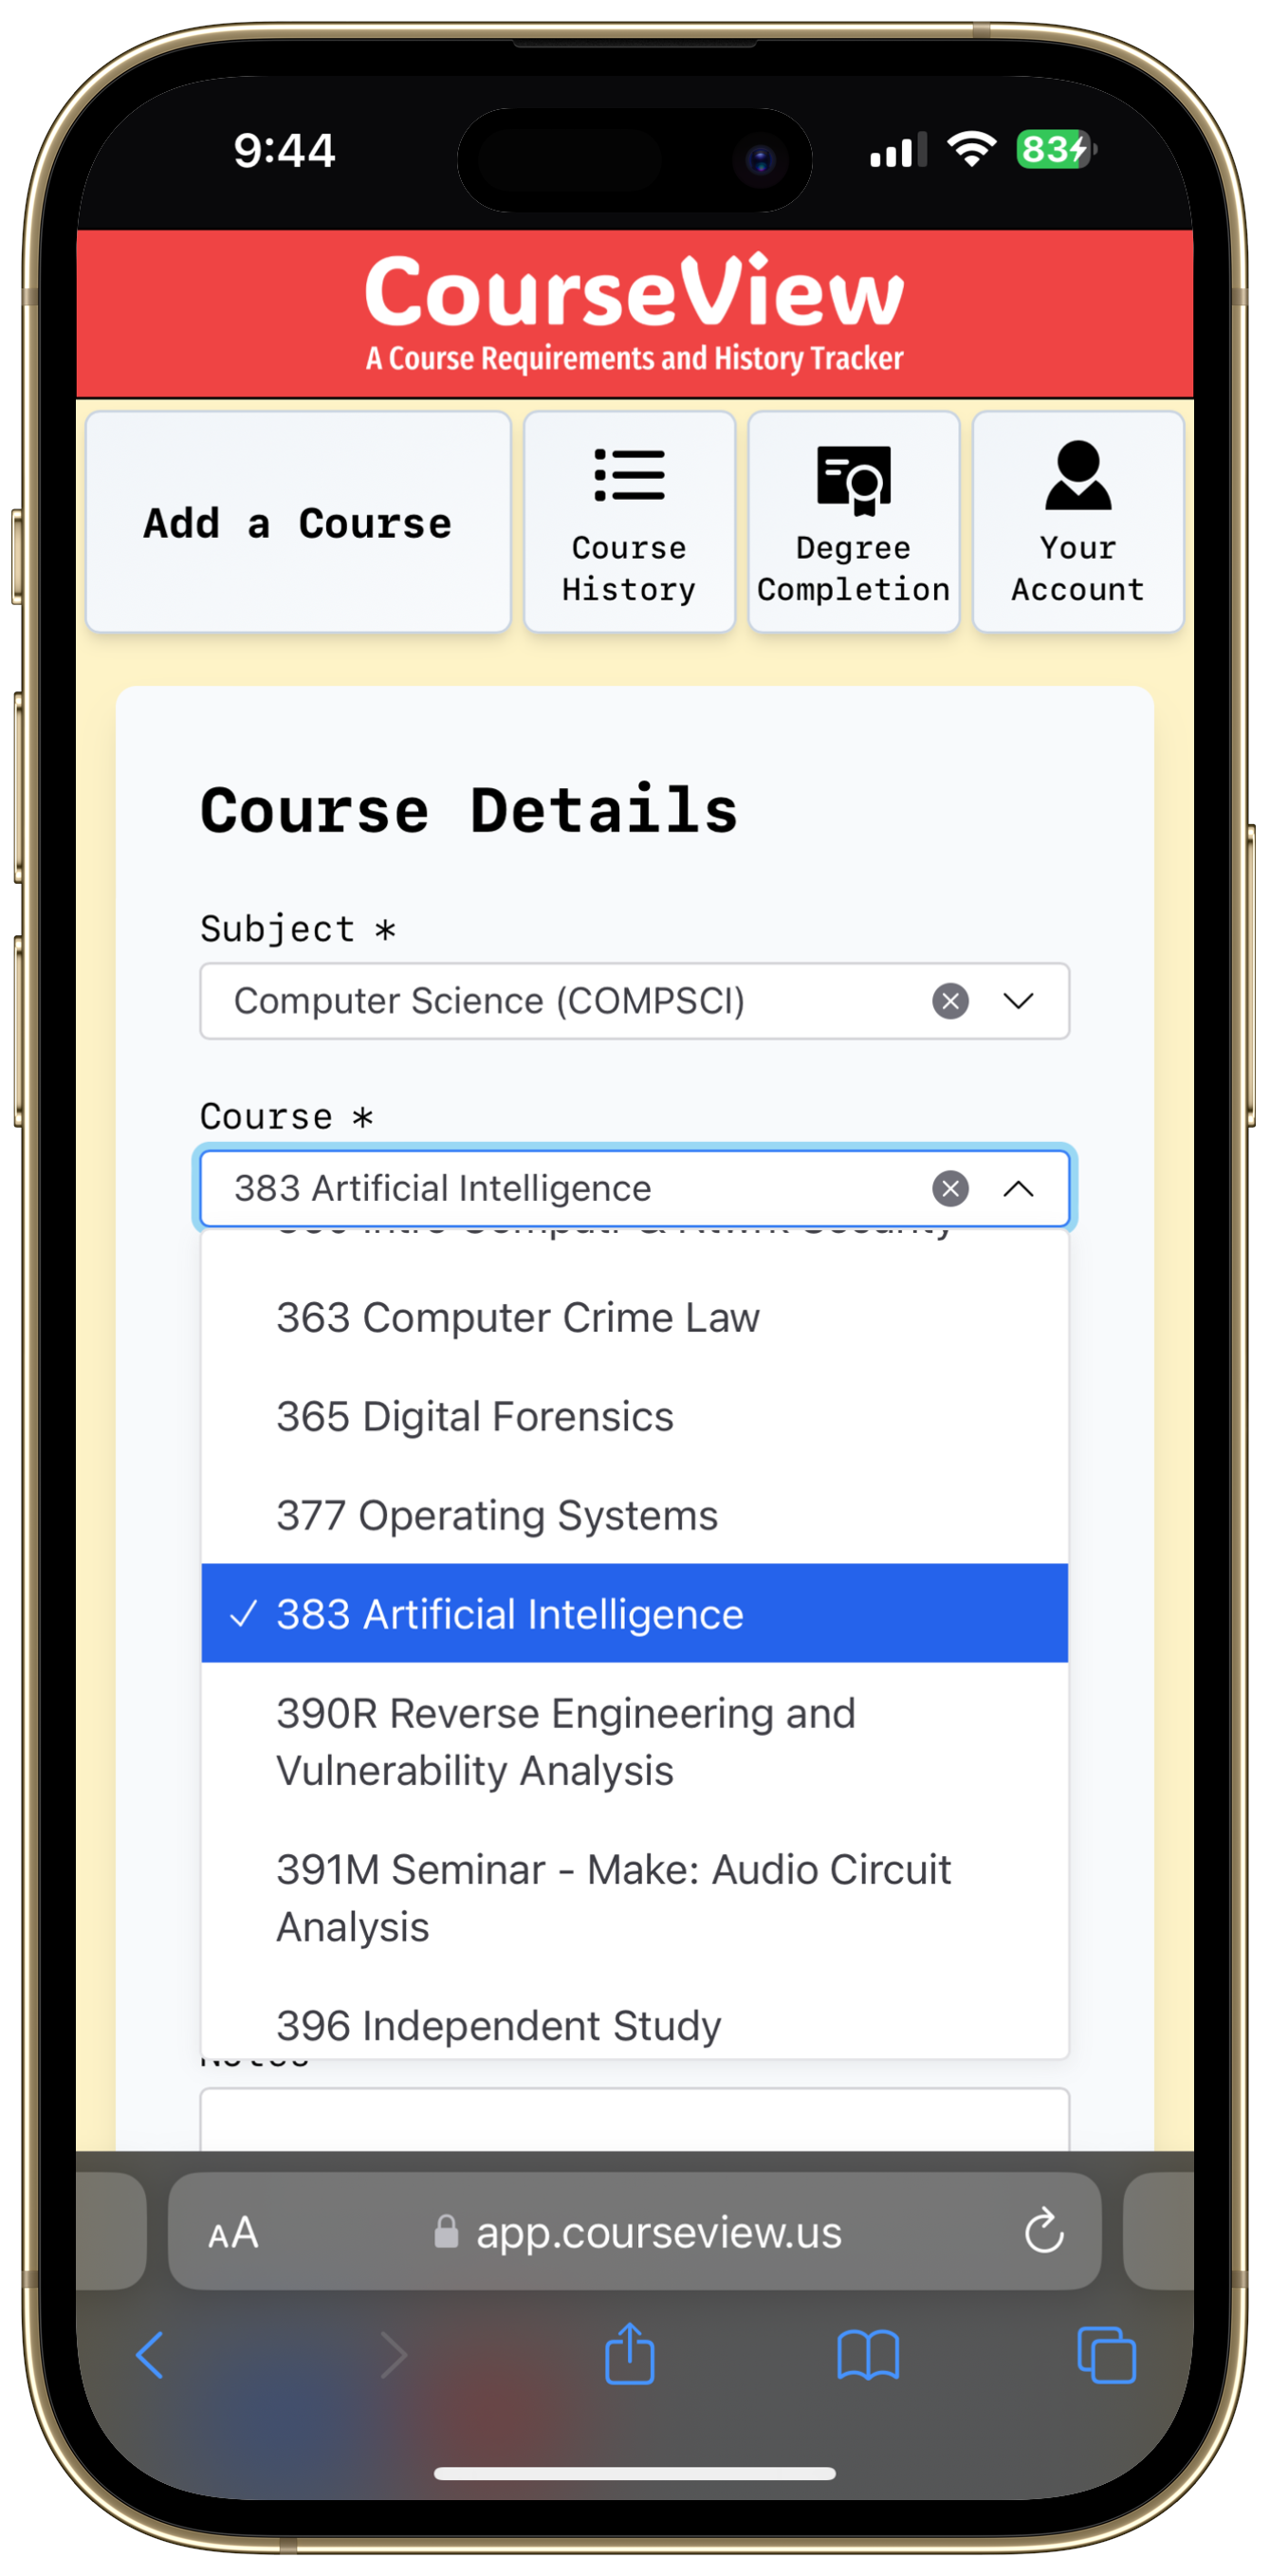 9:44
83
CourseView
A Course Requirements and History Tracker
Add a Course
Course
History
Degree
Completion
Your
Account
Course Details
Subject *
Computer Science (COMPSCI)
Course *
383 Artificial Intelligence
363 Computer Crime Law
365 Digital Forensics
377 Operating Systems
383 Artificial Intelligence
390R Reverse Engineering and
Vulnerability Analysis
391M Seminar - Make: Audio Circuit
Analysis
396 Independent Study
Notes
AA
app.courseview.us